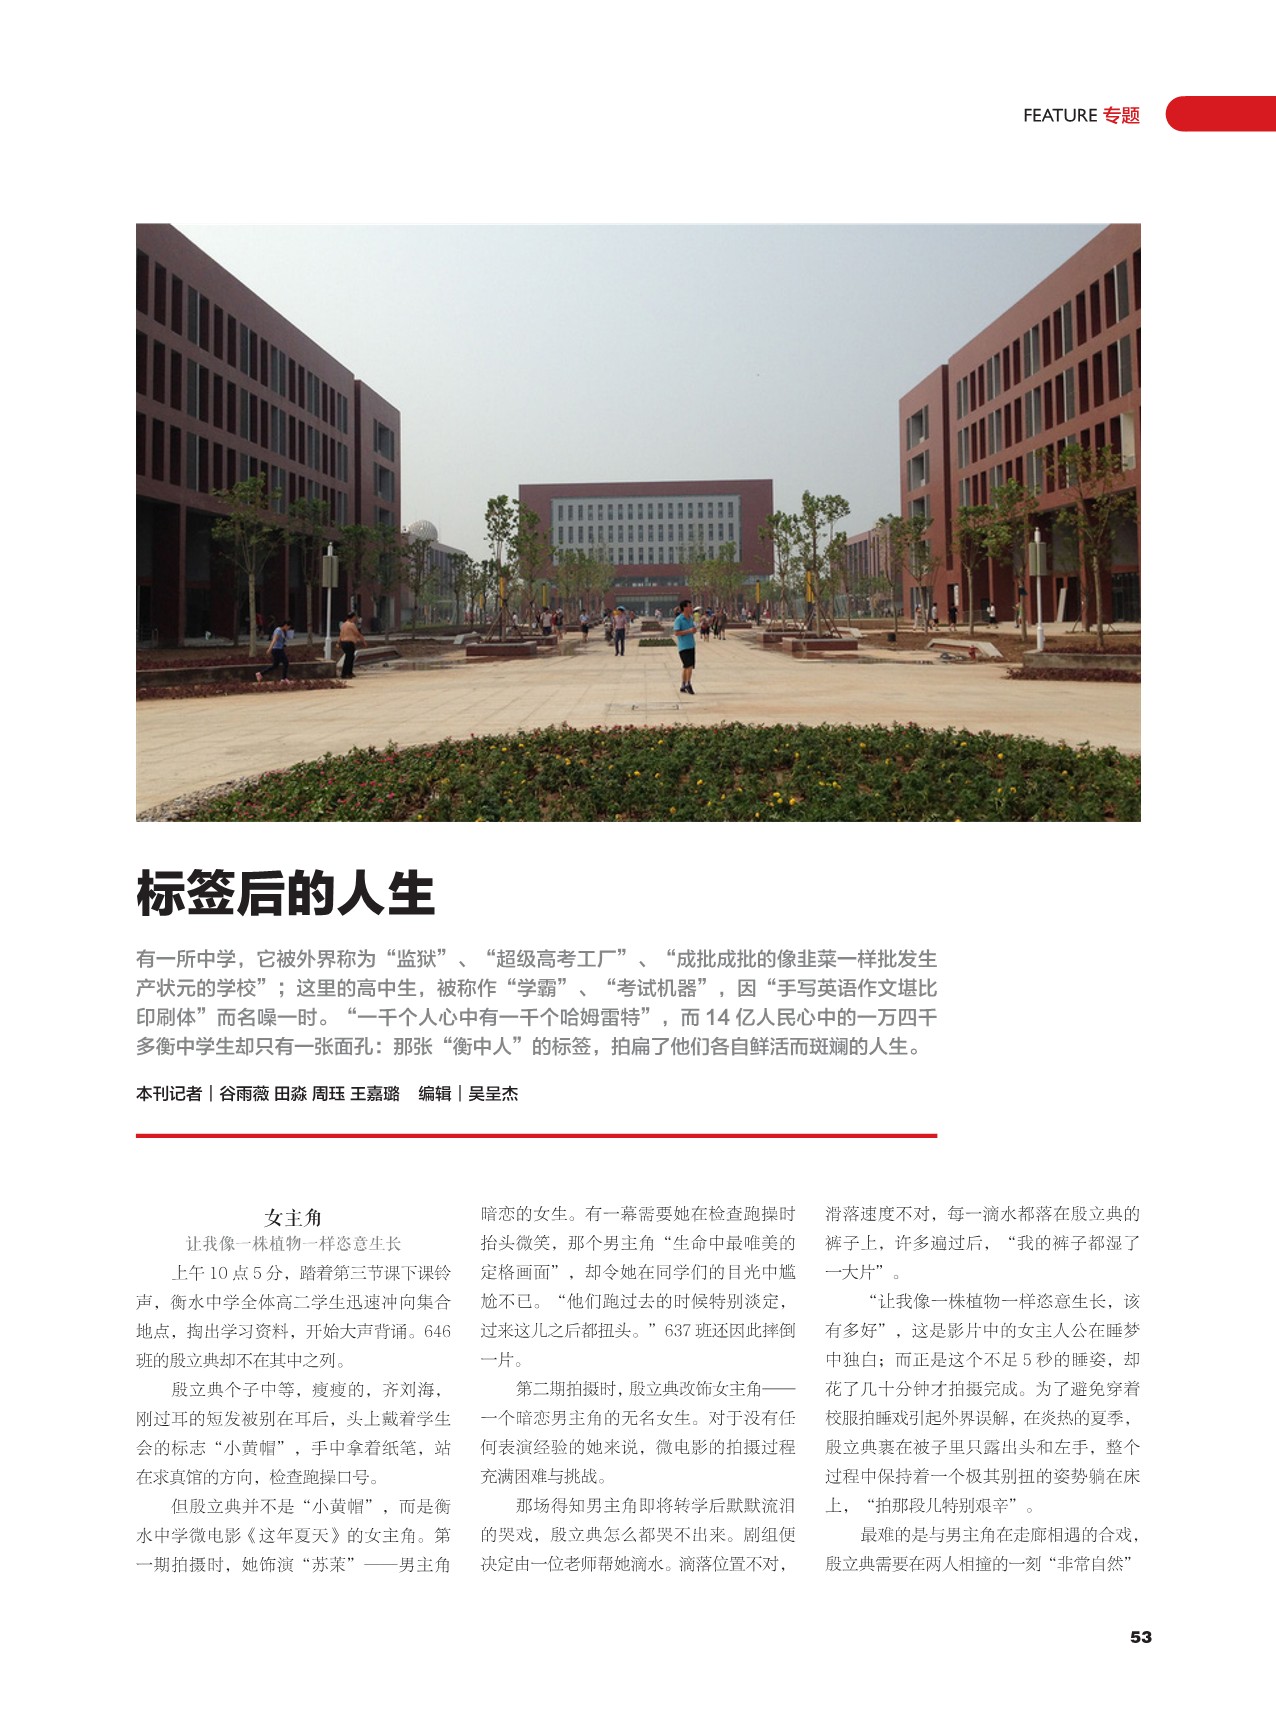 FEATURE 专题
标签后的人生
有一所中学，它被外界称为“监狱”、“超级高考工厂”、“成批成批的像韭菜一样批发生
产状元的学校”；这里的高中生，被称作“学霸”、“考试机器”，因“手写英语作文堪比
印刷体”而名噪一时。“一千个人心中有一千个哈姆雷特”，而 14 亿人民心中的一万四千
多衡中学生却只有一张面孔：那张“衡中人”的标签，拍扁了他们各自鲜活而斑斓的人生。
本刊记者｜谷雨薇 田淼 周珏 王嘉璐　编辑｜吴呈杰
女主角
让我像一株植物一样恣意生长
上午 10 点 5 分，踏着第三节课下课铃
声，衡水中学全体高二学生迅速冲向集合
地点，掏出学习资料，开始大声背诵。646
班的殷立典却不在其中之列。
殷立典个子中等，瘦瘦的，齐刘海，
刚过耳的短发被别在耳后，头上戴着学生
会的标志“小黄帽”，手中拿着纸笔，站
在求真馆的方向，检查跑操口号。
但殷立典并不是“小黄帽”，而是衡
水中学微电影《这年夏天》的女主角。第
一期拍摄时，她饰演“苏茉”——男主角
暗恋的女生。有一幕需要她在检查跑操时
抬头微笑，那个男主角“生命中最唯美的
定格画面”，却令她在同学们的目光中尴
尬不已。“他们跑过去的时候特别淡定，
过来这儿之后都扭头。”637 班还因此摔倒
一片。
第二期拍摄时，殷立典改饰女主角——
一个暗恋男主角的无名女生。对于没有任
何表演经验的她来说，微电影的拍摄过程
充满困难与挑战。
那场得知男主角即将转学后默默流泪
的哭戏，殷立典怎么都哭不出来。剧组便
决定由一位老师帮她滴水。滴落位置不对，
滑落速度不对，每一滴水都落在殷立典的
裤子上，许多遍过后，“我的裤子都湿了
一大片”。
“让我像一株植物一样恣意生长，该
有多好”，这是影片中的女主人公在睡梦
中独白；而正是这个不足 5 秒的睡姿，却
花了几十分钟才拍摄完成。为了避免穿着
校服拍睡戏引起外界误解，在炎热的夏季，
殷立典裹在被子里只露出头和左手，整个
过程中保持着一个极其别扭的姿势躺在床
上，“拍那段儿特别艰辛”。
最难的是与男主角在走廊相遇的合戏，
殷立典需要在两人相撞的一刻“非常自然”
53